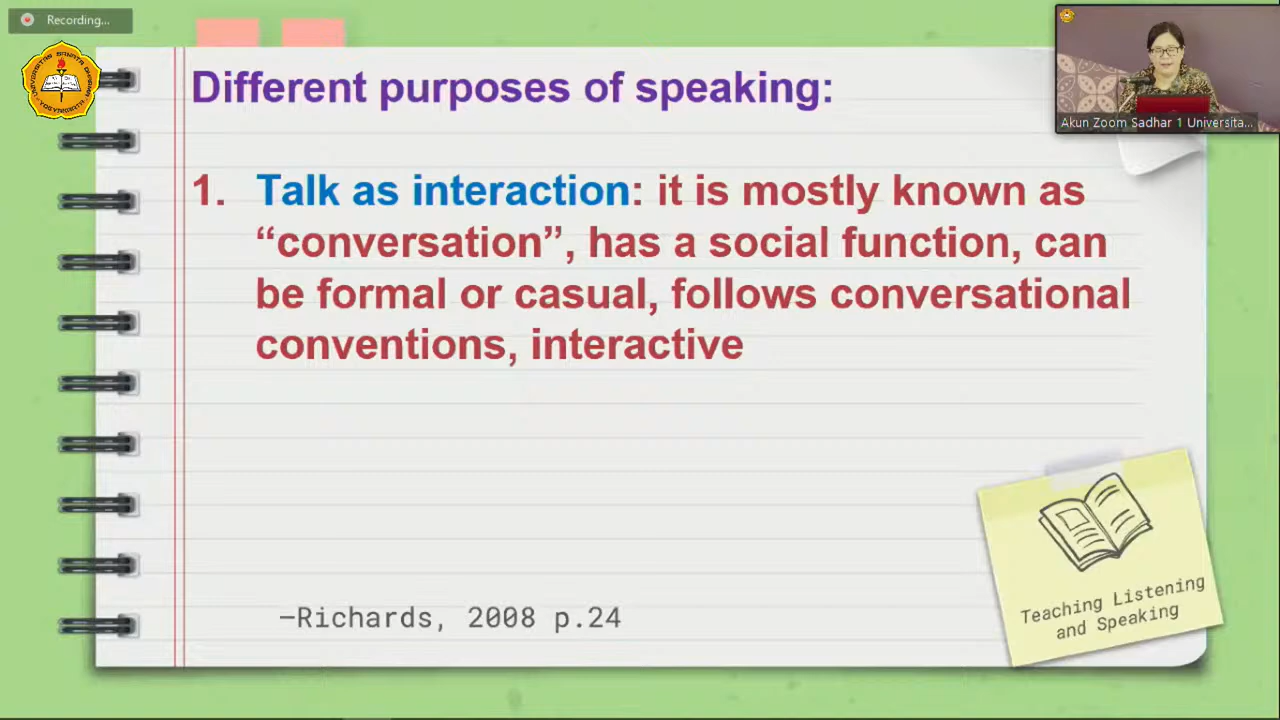 Recording...
Different purposes of speaking:
1. Talk as interaction: it is mostly known as
“conversation”, has a social function, can
be formal or casual, follows conversational
conventions, interactive
Akun Zoom Sadhar 1 Universita...
Teaching Listening
and Speaking
—Richards, 2008 p.24